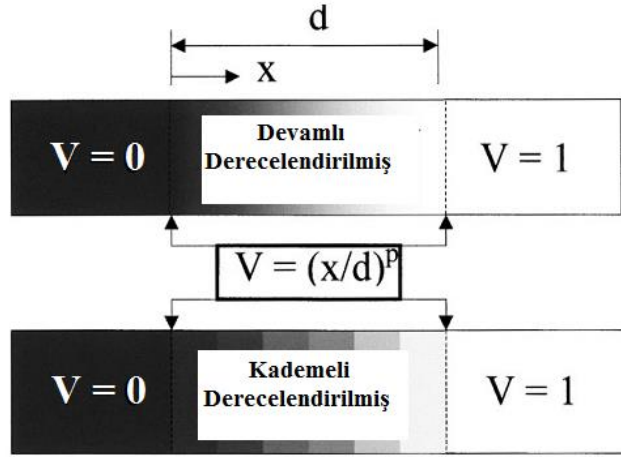 d
x
V = 0
Devamlı
Derecelendirilmiş
V = 1
V = (x/d)^p
V = 0
Kademeli
Derecelendirilmiş
V = 1